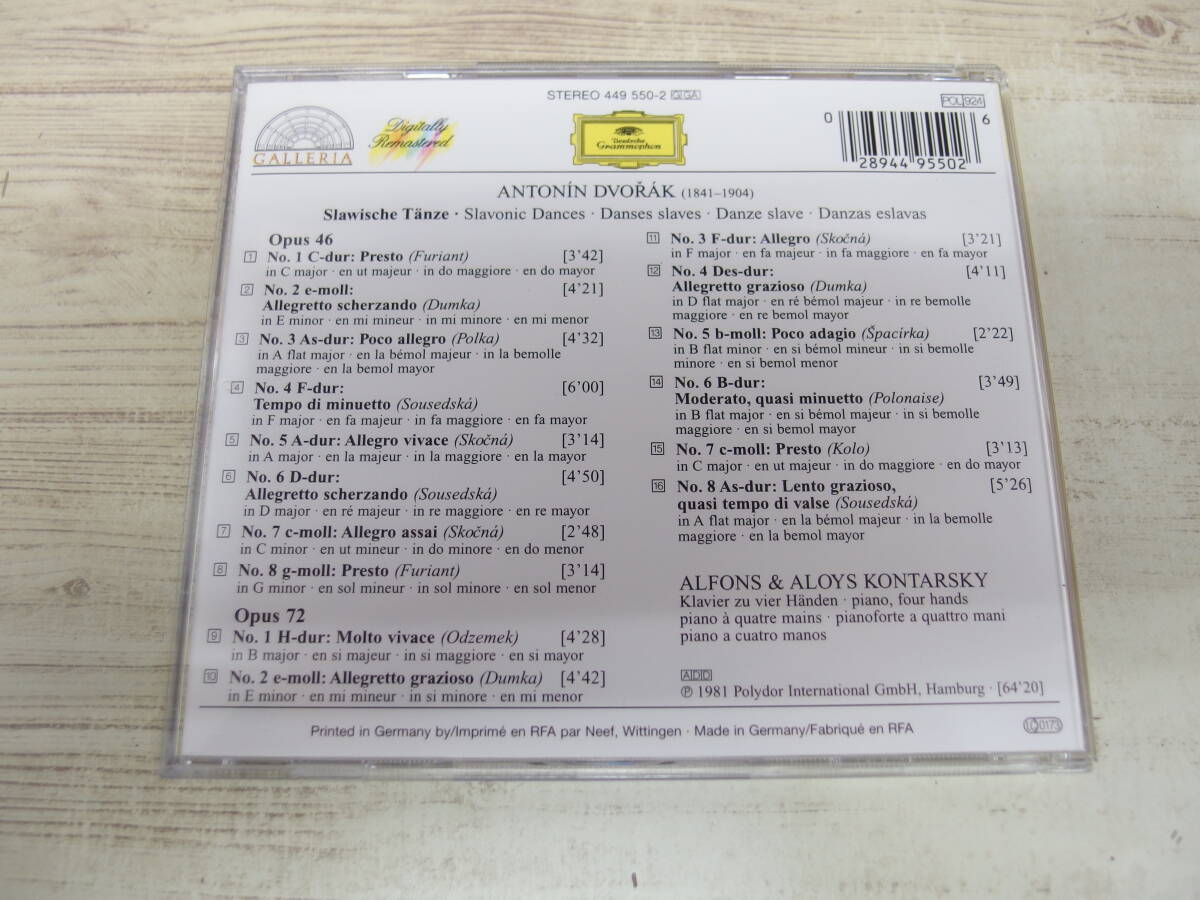 STEREO 449 550-2 GGA
POL 924
GALLERIA
Digitally
Remastered
Deutsche
Grammophon
0 28944 95502 6
ANTONÍN DVOŘÁK (1841–1904)
Slawische Tänze · Slavonic Dances · Danses slaves · Danze slave · Danzas eslavas
Opus 46
1 No. 1 C-dur: Presto (Furiant) [3'42]
in C major · en ut majeur · in do maggiore · en do mayor
2 No. 2 e-moll:
Allegretto scherzando (Dumka) [4'21]
in E minor · en mi mineur · in mi minore · en mi menor
3 No. 3 As-dur: Poco allegro (Polka) [4'32]
in A flat major · en la bémol majeur · in la bemolle
maggiore · en la bemol mayor
4 No. 4 F-dur: [6'00]
Tempo di minuetto (Sousedská)
in F major · en fa majeur · in fa maggiore · en fa mayor
5 No. 5 A-dur: Allegro vivace (Skočná) [3'14]
in A major · en la majeur · in la maggiore · en la mayor
6 No. 6 D-dur: [4'50]
Allegretto scherzando (Sousedská)
in D major · en ré majeur · in re maggiore · en re mayor
7 No. 7 c-moll: Allegro assai (Skočná) [2'48]
in C minor · en ut mineur · in do minore · en do menor
8 No. 8 g-moll: Presto (Furiant) [3'14]
in G minor · en sol mineur · in sol minore · en sol menor
Opus 72
9 No. 1 H-dur: Molto vivace (Odzemek) [4'28]
in B major · en si majeur · in si maggiore · en si mayor
10 No. 2 e-moll: Allegretto grazioso (Dumka) [4'42]
in E minor · en mi mineur · in si minore · en mi menor
11 No. 3 F-dur: Allegro (Skočná) [3'21]
in F major · en fa majeur · in fa maggiore · en fa mayor
12 No. 4 Des-dur: [4'11]
Allegretto grazioso (Dumka)
in D flat major · en ré bémol majeur · in re bemolle
maggiore · en re bemol mayor
13 No. 5 b-moll: Poco adagio (Špacírka) [2'22]
in B flat minor · en si bémol mineur · in si bemolle
minore · en si bemol menor
14 No. 6 B-dur: [3'49]
Moderato, quasi minuetto (Polonaise)
in B flat major · en si bémol majeur · in si bemolle
maggiore · en si bemol mayor
15 No. 7 c-moll: Presto (Kolo) [3'13]
in C major · en ut majeur · in do maggiore · en do mayor
16 No. 8 As-dur: Lento grazioso, [5'26]
quasi tempo di valse (Sousedská)
in A flat major · en la bémol majeur · in la bemolle
maggiore · en la bemol mayor
ALFONS & ALOYS KONTARSKY
Klavier zu vier Händen · piano, four hands
piano à quatre mains · pianoforte a quattro mani
piano a cuatro manos
ADD
℗ 1981 Polydor International GmbH, Hamburg · [64'20]
Printed in Germany by/Imprimé en RFA par Neef, Wittingen · Made in Germany/Fabriqué en RFA
LC 0173